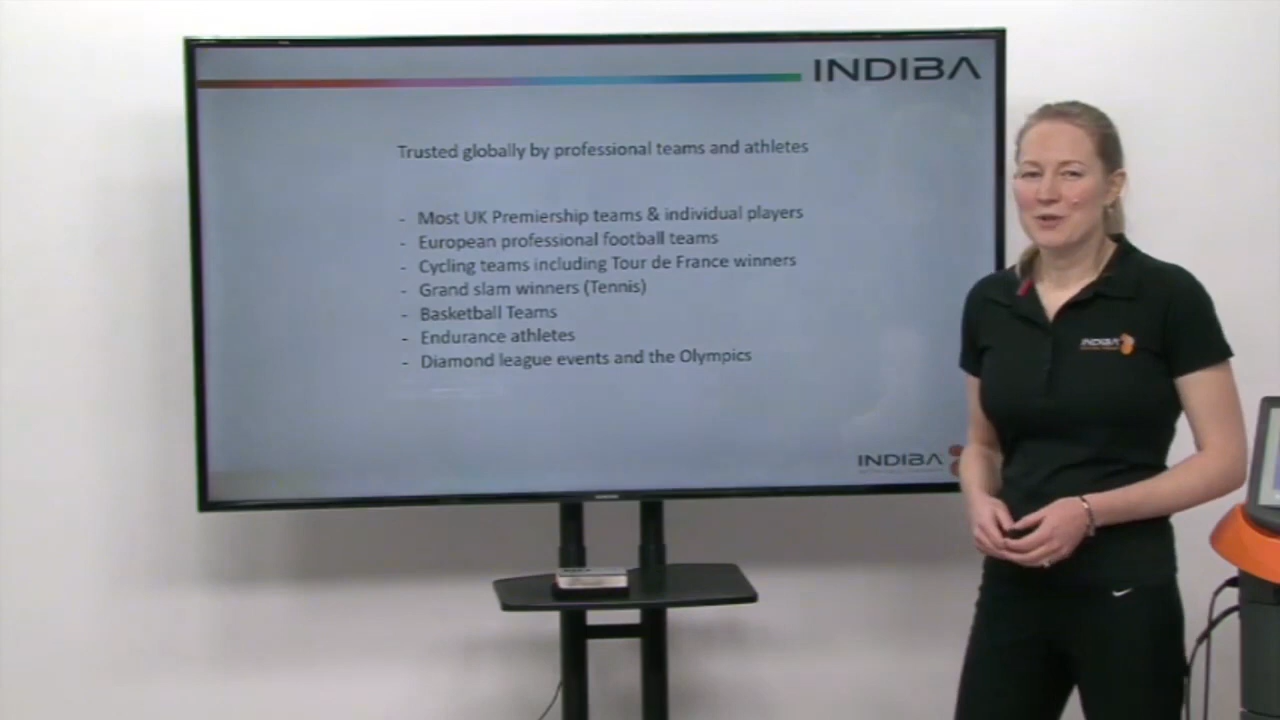 INDIBA
Trusted globally by professional teams and athletes
- Most UK Premiership teams & individual players
- European professional football teams
- Cycling teams including Tour de France winners
- Grand slam winners (Tennis)
- Basketball Teams
- Endurance athletes
- Diamond league events and the Olympics
INDIBA
INDIBA